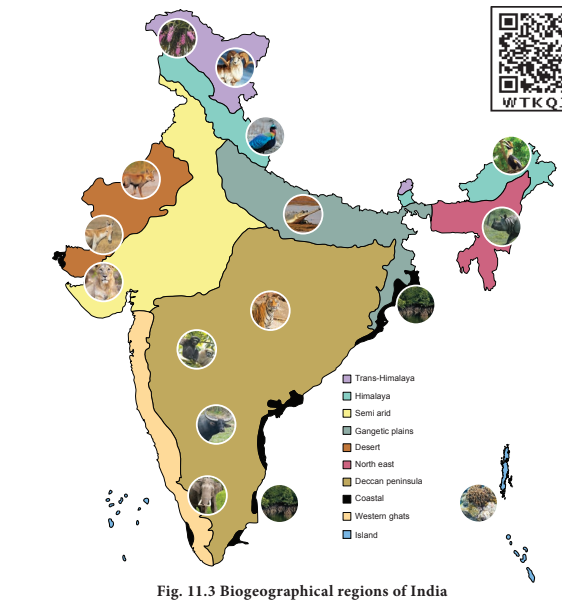 WTKQ
Trans-Himalaya
Himalaya
Semi arid
Gangetic plains
Desert
North east
Deccan peninsula
Coastal
Western ghats
Island
Fig. 11.3 Biogeographical regions of India